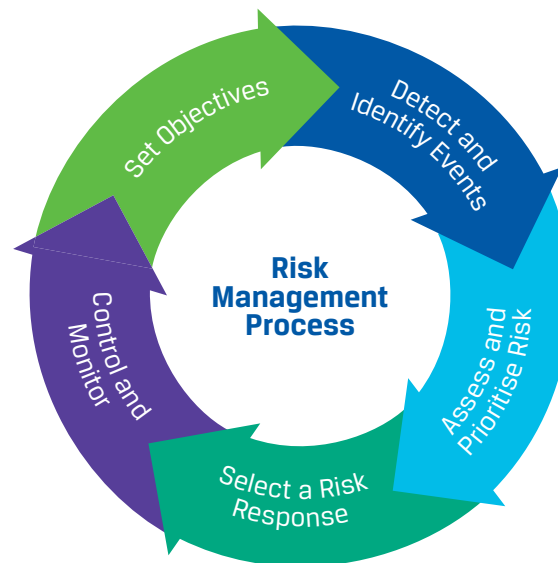 Set Objectives
Detect and
Identify Events
Risk
Management
Process
Assess and
Prioritise Risk
Select a Risk
Response
Control and
Monitor